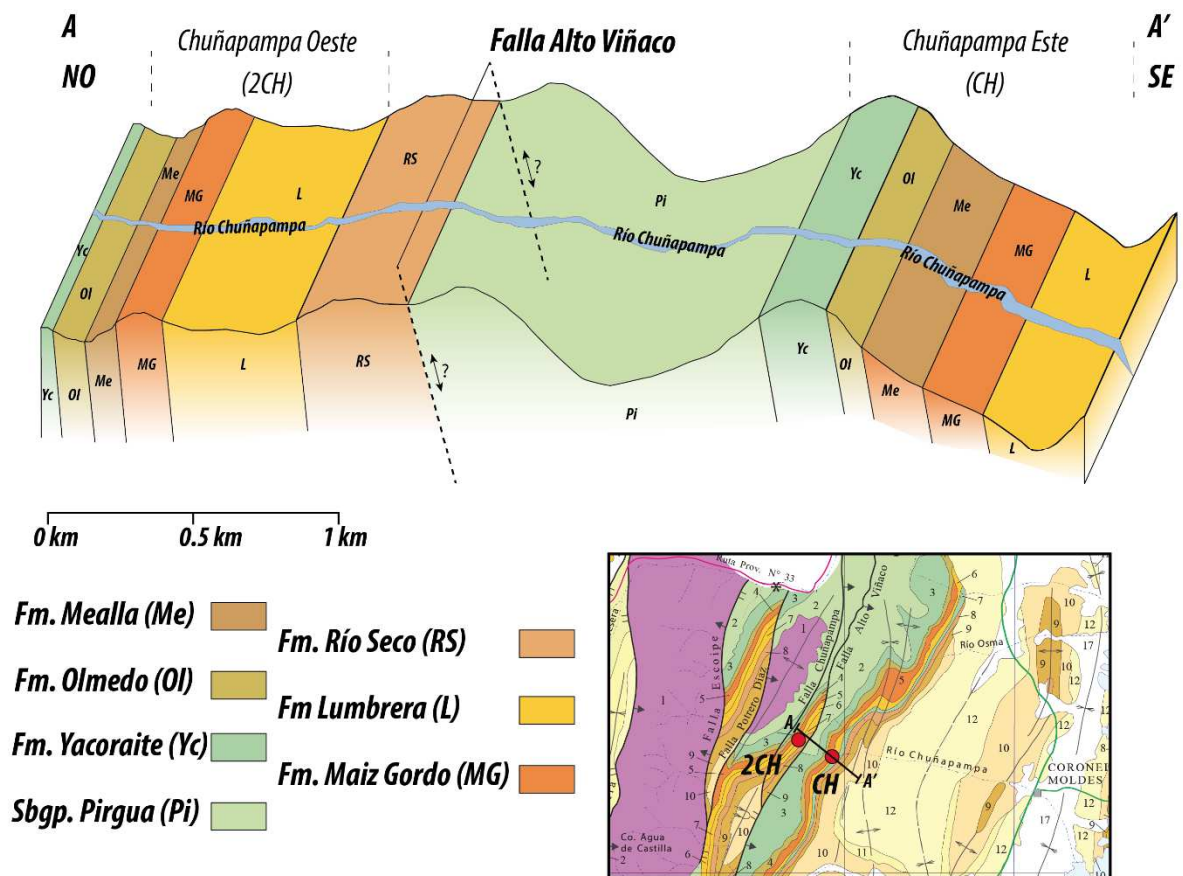 A
NO
Chuñapampa Oeste
(2CH)
Falla Alto Viñaco
Chuñapampa Este
(CH)
A'
SE
Yc
Ol
Me
MG
L
RS
?
Pi
Yc
Ol
Me
MG
L
Río Chuñapampa
Río Chuñapampa
Río Chuñapampa
Yc
Ol
Me
MG
L
RS
?
Pi
Yc
Ol
Me
MG
L
0 km
0.5 km
1 km
Fm. Mealla (Me)
Fm. Olmedo (Ol)
Fm. Yacoraite (Yc)
Sbgp. Pirgua (Pi)
Fm. Río Seco (RS)
Fm Lumbrera (L)
Fm. Maiz Gordo (MG)
Ruta Prov. N° 33
Falla Escoipe
Falla Potrero Díaz
Falla Chuñapampa
Falla Alto Viñaco
Río Osma
Río Chuñapampa
CORONEL
MOLDES
A
2CH
CH
A'
Co. Agua
de Castilla